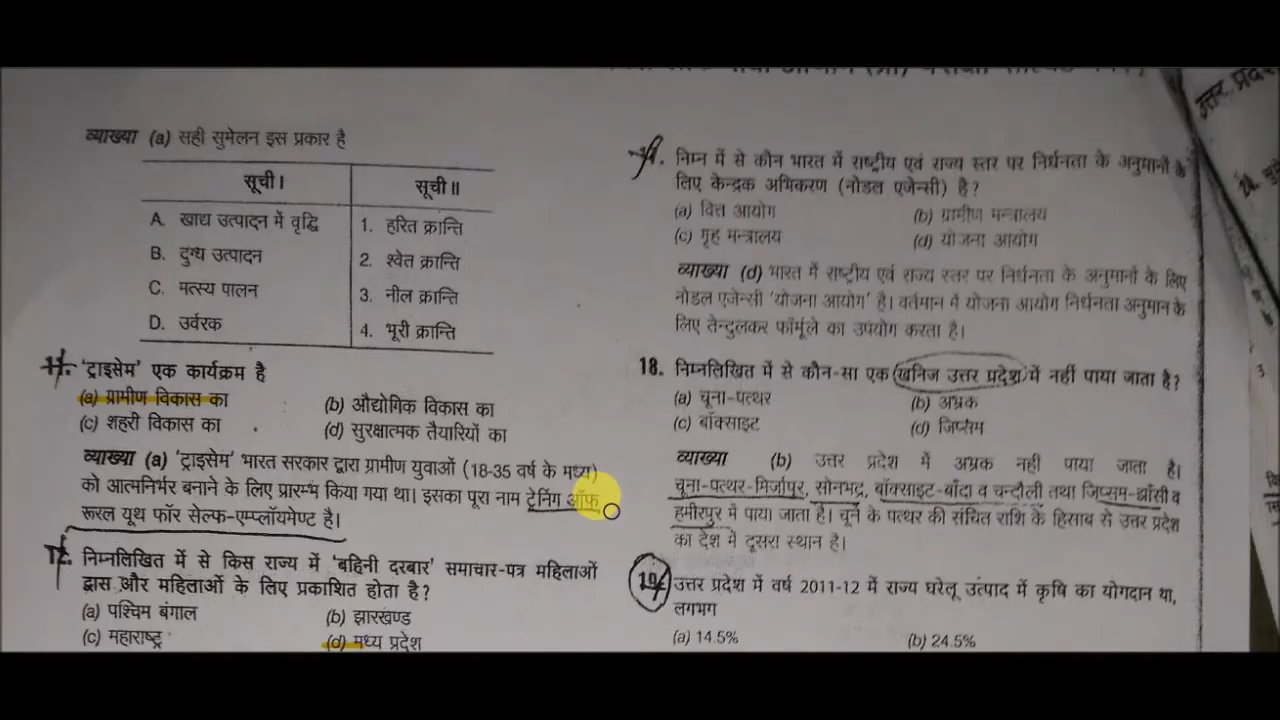 व्याख्या (a) सही सुमेलन इस प्रकार है
सूची I सूची II
A. खाद्य उत्पादन में वृद्धि 1. हरित क्रान्ति
B. दुग्ध उत्पादन 2. श्वेत क्रान्ति
C. मत्स्य पालन 3. नील क्रान्ति
D. उर्वरक 4. भूरी क्रान्ति
11. 'ट्राइसेम' एक कार्यक्रम है
(a) ग्रामीण विकास का (b) औद्योगिक विकास का
(c) शहरी विकास का (d) सुरक्षात्मक तैयारियों का
व्याख्या (a) 'ट्राइसेम' भारत सरकार द्वारा ग्रामीण युवाओं (18-35 वर्ष के मध्य)
को आत्मनिर्भर बनाने के लिए प्रारम्भ किया गया था। इसका पूरा नाम ट्रेनिंग ऑफ
रूरल यूथ फॉर सेल्फ-एम्प्लॉयमेण्ट है।
12. निम्नलिखित में से किस राज्य में 'बहिनी दरबार' समाचार-पत्र महिलाओं
द्वारा और महिलाओं के लिए प्रकाशित होता है?
(a) पश्चिम बंगाल (b) झारखण्ड
(c) महाराष्ट्र (d) मध्य प्रदेश
निम्न में से कौन भारत में राष्ट्रीय एवं राज्य स्तर पर निर्धनता के अनुमानों के
लिए केन्द्रक अभिकरण (नोडल एजेन्सी) है?
(a) वित्त आयोग (b) ग्रामीण मन्त्रालय
(c) गृह मन्त्रालय (d) योजना आयोग
व्याख्या (d) भारत में राष्ट्रीय एवं राज्य स्तर पर निर्धनता के अनुमानों के लिए
नोडल एजेन्सी 'योजना आयोग' है। वर्तमान में योजना आयोग निर्धनता अनुमान के
लिए तेन्दुलकर फॉर्मूले का उपयोग करता है।
18. निम्नलिखित में से कौन-सा एक खनिज उत्तर प्रदेश में नहीं पाया जाता है?
(a) चूना-पत्थर (b) अभ्रक
(c) बॉक्साइट (d) जिप्सम
व्याख्या (b) उत्तर प्रदेश में अभ्रक नहीं पाया जाता है।
चूना-पत्थर-मिर्जापुर, सोनभद्र, बॉक्साइट-बाँदा व चन्दौली तथा जिप्सम-झाँसी व
हमीरपुर में पाया जाता है। चूने के पत्थर की संचित राशि के हिसाब से उत्तर प्रदेश
का देश में दूसरा स्थान है।
19. उत्तर प्रदेश में वर्ष 2011-12 में राज्य घरेलू उत्पाद में कृषि का योगदान था,
लगभग
(a) 14.5% (b) 24.5%
उत्तर प्रदेश